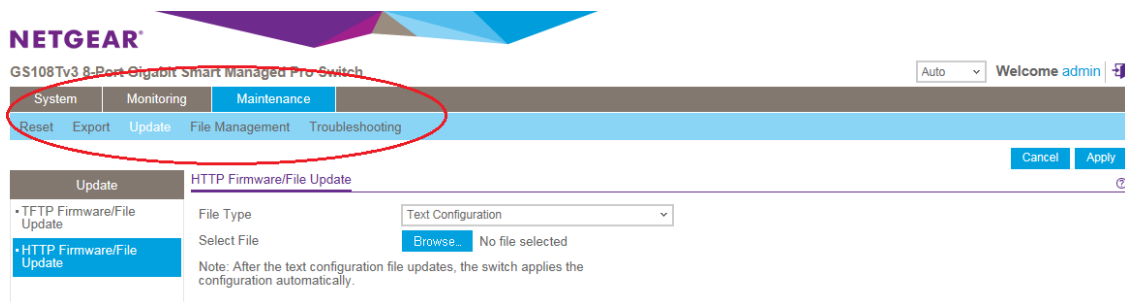 NETGEAR®
GS108Tv3 8-Port Gigabit Smart Managed Pro Switch
Auto
Welcome admin
System Monitoring Maintenance
Reset Export Update File Management Troubleshooting
Cancel Apply
Update
HTTP Firmware/File Update
?
• TFTP Firmware/File
Update
• HTTP Firmware/File
Update
File Type Text Configuration
Select File Browse... No file selected
Note: After the text configuration file updates, the switch applies the
configuration automatically.